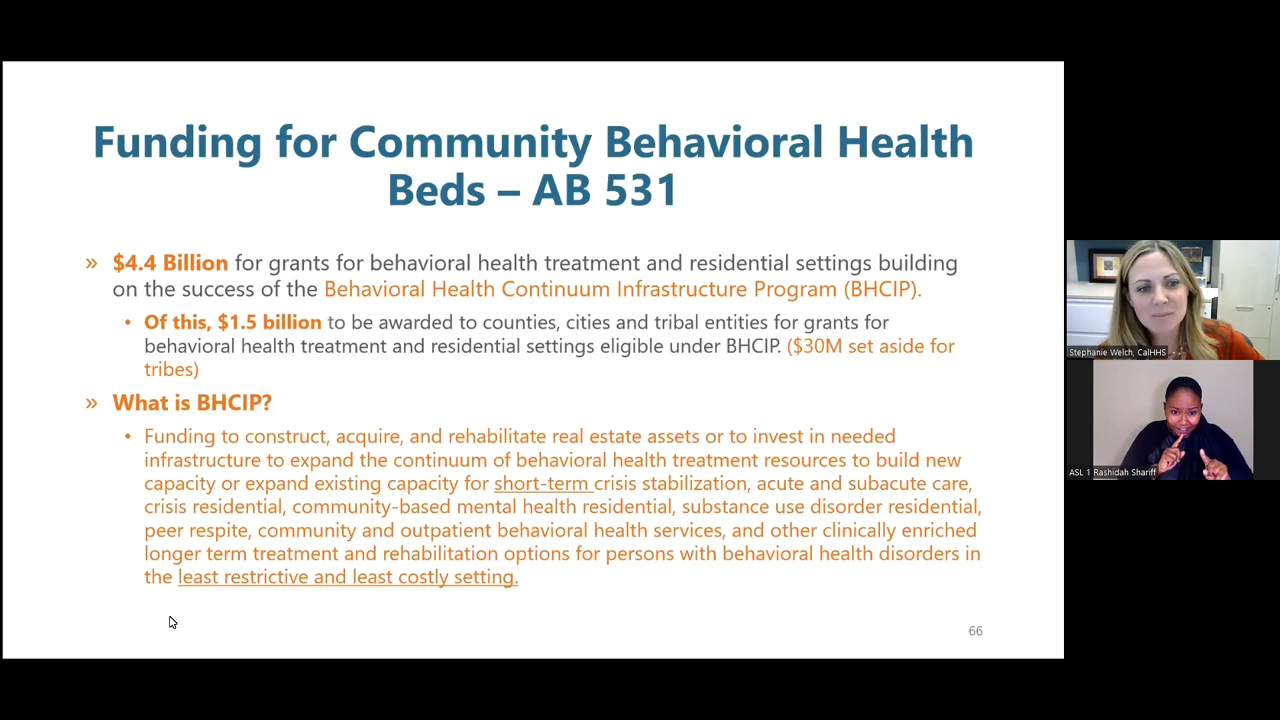 Funding for Community Behavioral Health
Beds – AB 531
» $4.4 Billion for grants for behavioral health treatment and residential settings building
on the success of the Behavioral Health Continuum Infrastructure Program (BHCIP).
• Of this, $1.5 billion to be awarded to counties, cities and tribal entities for grants for
behavioral health treatment and residential settings eligible under BHCIP. ($30M set aside for
tribes)
» What is BHCIP?
• Funding to construct, acquire, and rehabilitate real estate assets or to invest in needed
infrastructure to expand the continuum of behavioral health treatment resources to build new
capacity or expand existing capacity for short-term crisis stabilization, acute and subacute care,
crisis residential, community-based mental health residential, substance use disorder residential,
peer respite, community and outpatient behavioral health services, and other clinically enriched
longer term treatment and rehabilitation options for persons with behavioral health disorders in
the least restrictive and least costly setting.
66
Stephanie Welch, CalHHS
ASL 1 Rashidah Shariff